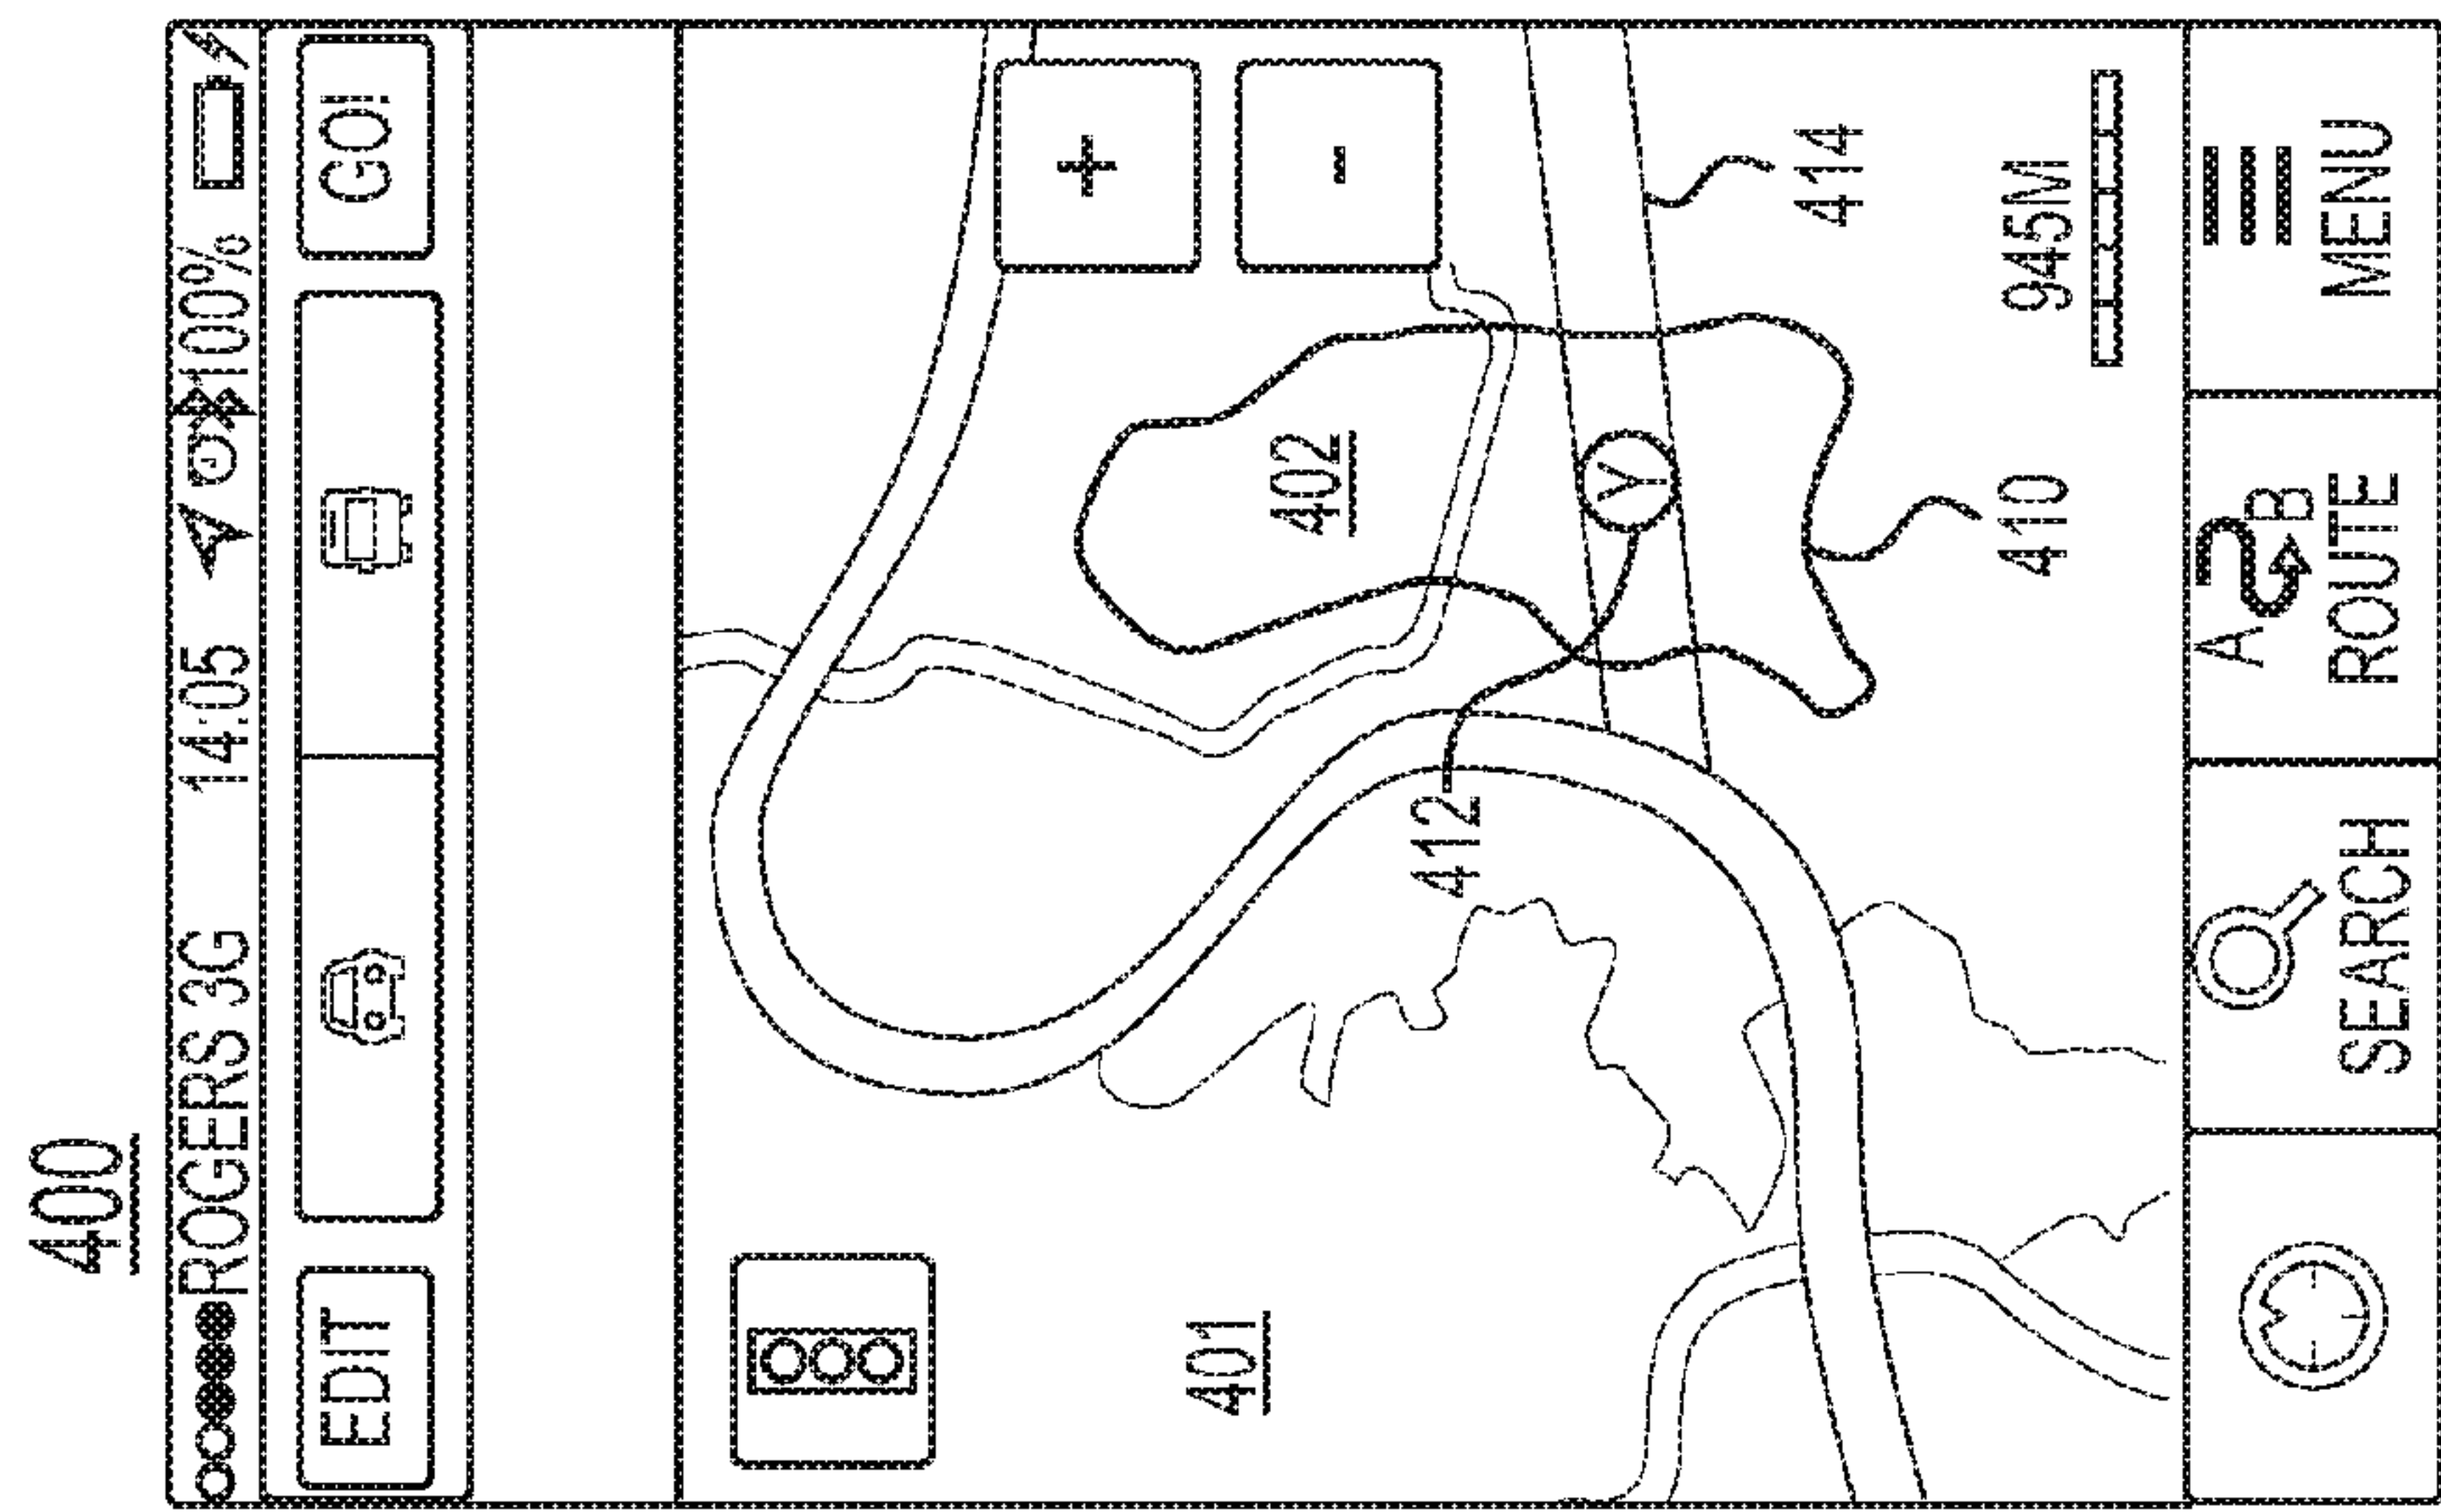 400
ROGERS 3G 14:05 100%
EDIT GO!
+
-
401
402
412
Y
414
410
945M
A B
SEARCH ROUTE MENU